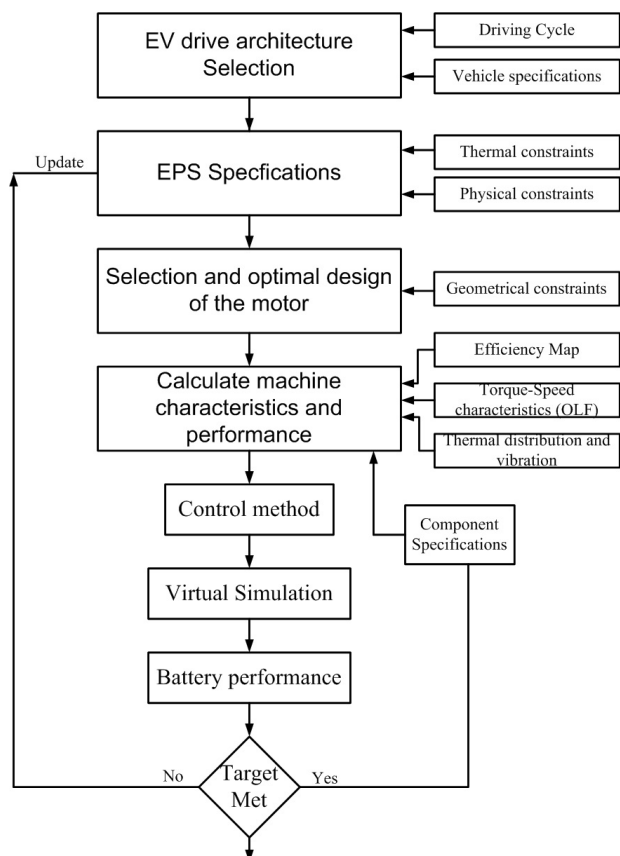 EV drive architecture
Selection
Driving Cycle
Vehicle specifications
Update
EPS Specfications
Thermal constraints
Physical constraints
Selection and optimal design
of the motor
Geometrical constraints
Calculate machine
characteristics and
performance
Efficiency Map
Torque-Speed
characteristics (OLF)
Thermal distribution and
vibration
Control method
Component
Specifications
Virtual Simulation
Battery performance
No
Target
Met
Yes